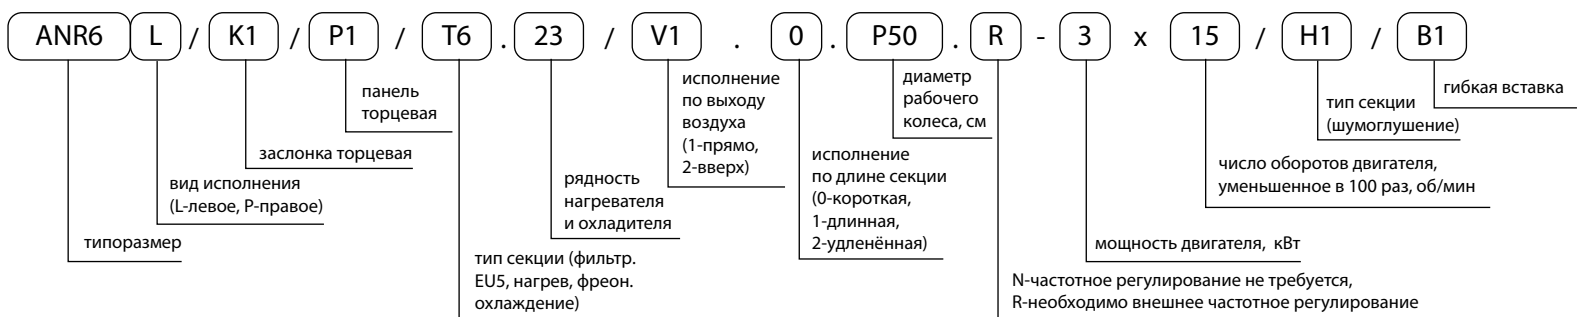 ANR6 L / K1 / P1 / T6 . 23 / V1 . 0 . P50 . R - 3 x 15 / H1 / B1
типоразмер
вид исполнения
(L-левое, P-правое)
заслонка торцевая
панель
торцевая
тип секции (фильтр.
EU5, нагрев, фреон.
охлаждение)
рядность
нагревателя
и охладителя
исполнение
по выходу
воздуха
(1-прямо,
2-вверх)
исполнение
по длине секции
(0-короткая,
1-длинная,
2-удленённая)
диаметр
рабочего
колеса, см
N-частотное регулирование не требуется,
R-необходимо внешнее частотное регулирование
мощность двигателя, кВт
число оборотов двигателя,
уменьшенное в 100 раз, об/мин
тип секции
(шумоглушение)
гибкая вставка